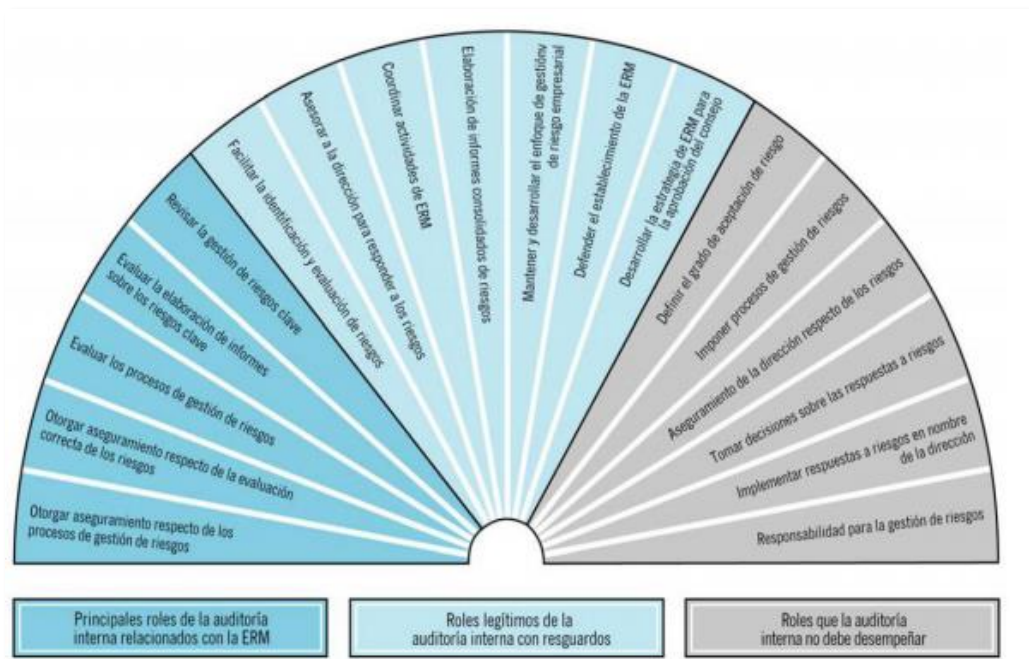 Otorgar aseguramiento respecto de los
procesos de gestión de riesgos
Otorgar aseguramiento respecto de la evaluación
correcta de los riesgos
Evaluar los procesos de gestión de riesgos
Evaluar la elaboración de informes
sobre los riesgos clave
Revisar la gestión de riesgos clave
Facilitar la identificación y evaluación de riesgos
Asesorar a la dirección para responder a los riesgos
Coordinar actividades de ERM
Elaboración de informes consolidados de riesgos
Mantener y desarrollar el enfoque de gestiónv
de riesgo empresarial
Defender el establecimiento de la ERM
Desarrollar la estrategia de ERM para
la aprobación del consejo
Definir el grado de aceptación de riesgo
Imponer procesos de gestión de riesgos
Aseguramiento de la dirección respecto de los riesgos
Tomar decisiones sobre las respuestas a riesgos
Implementar respuestas a riesgos en nombre
de la dirección
Responsabilidad para la gestión de riesgos
Principales roles de la auditoría
interna relacionados con la ERM
Roles legítimos de la
auditoría interna con resguardos
Roles que la auditoría
interna no debe desempeñar